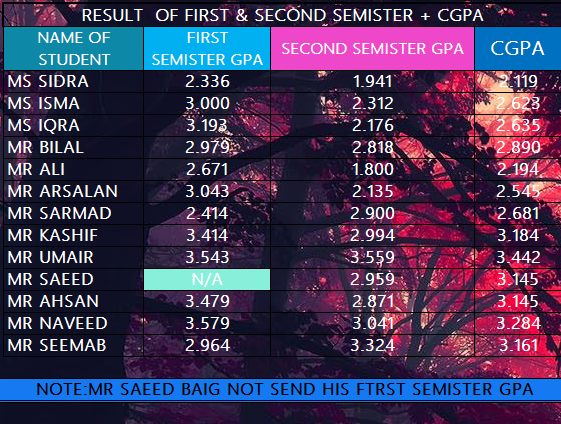 RESULT OF FIRST & SECOND SEMISTER + CGPA
NAME OF STUDENT FIRST SEMISTER GPA SECOND SEMISTER GPA CGPA
MS SIDRA 2.336 1.941 3.119
MS ISMA 3.000 2.312 2.623
MS IQRA 3.193 2.176 2.635
MR BILAL 2.979 2.818 2.890
MR ALI 2.671 1.800 2.194
MR ARSALAN 3.043 2.135 2.545
MR SARMAD 2.414 2.900 2.681
MR KASHIF 3.414 2.994 3.184
MR UMAIR 3.543 3.559 3.442
MR SAEED N/A 2.959 3.145
MR AHSAN 3.479 2.871 3.145
MR NAVEED 3.579 3.041 3.284
MR SEEMAB 2.964 3.324 3.161
NOTE:MR SAEED BAIG NOT SEND HIS FTRST SEMISTER GPA